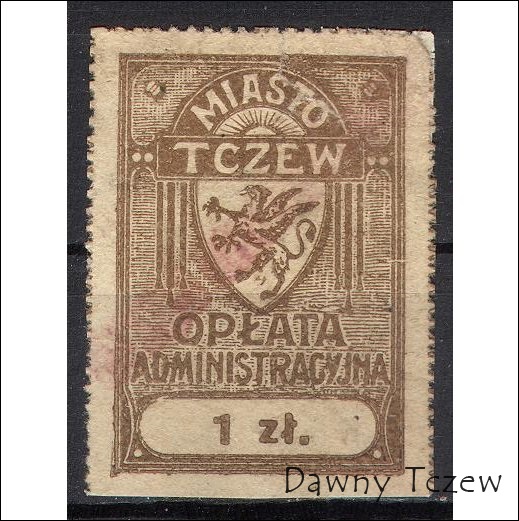 MIASTO
TCZEW
OPŁATA
ADMINISTRACYJNA
1 zł.
Dawny Tczew